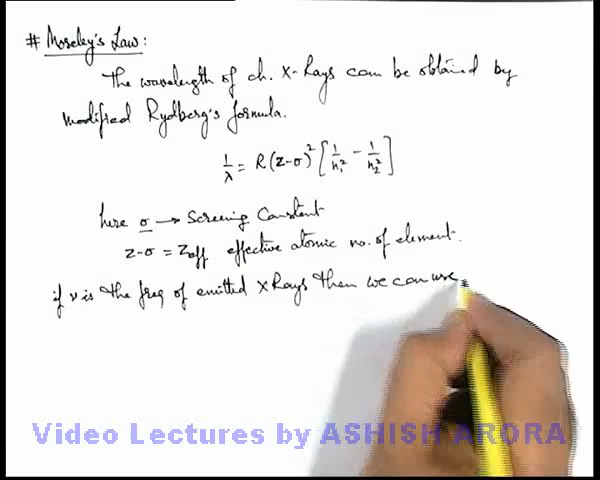 # Moseley's Law:
The wavelength of ch. X-Rays can be obtained by
modified Rydberg's formula.
1/λ = R(Z-σ)² [1/n₁² - 1/n₂²]
here σ → Screening Constant
Z-σ = Zeff effective atomic no. of element.
if ν is the freq of emitted X Rays then we can use
Video Lectures by ASHISH ARORA